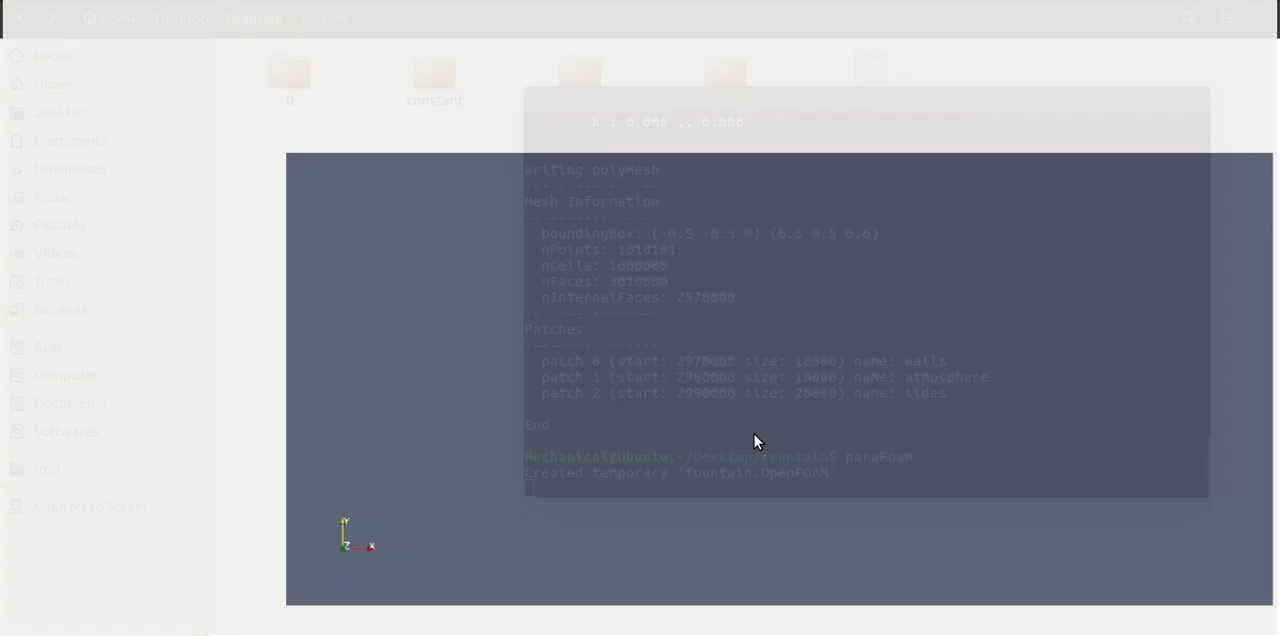 Home Desktop fountain system
Recent
Home
Desktop
Documents
Downloads
Music
Pictures
Videos
Trash
Network
Acer
Computer
Documents
Softwares
tmp
Connect to Server
0
constant
k : 0.006 .. 0.006
Writing polyMesh
----------------
Mesh Information
----------------
boundingBox: (-0.5 -0.5 0) (0.5 0.5 0.6)
nPoints: 1010101
nCells: 1000000
nFaces: 3010000
nInternalFaces: 2970000
----------------
Patches
----------------
patch 0 (start: 2970000 size: 10000) name: walls
patch 1 (start: 2980000 size: 10000) name: atmosphere
patch 2 (start: 2990000 size: 20000) name: sides
End
Mechanical@Ubuntu:~/Desktop/fountain$ paraFoam
Created temporary 'fountain.OpenFOAM'
Y
Z X